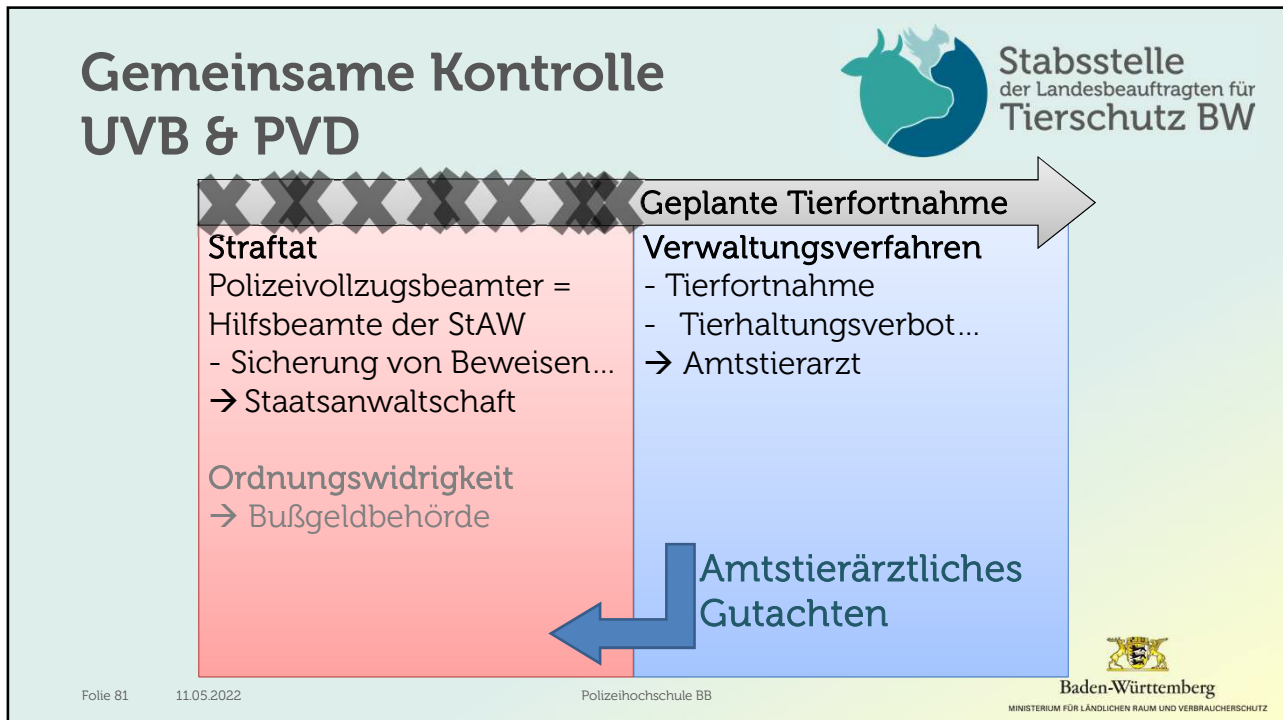 Gemeinsame Kontrolle
UVB & PVD
Stabsstelle
der Landesbeauftragten für
Tierschutz BW
Geplante Tierfortnahme
Straftat
Polizeivollzugsbeamter =
Hilfsbeamte der StAW
- Sicherung von Beweisen...
→ Staatsanwaltschaft
Ordnungswidrigkeit
→ Bußgeldbehörde
Verwaltungsverfahren
- Tierfortnahme
- Tierhaltungsverbot...
→ Amtstierarzt
Amtstierärztliches
Gutachten
Folie 81 11.05.2022 Polizeihochschule BB
Baden-Württemberg
MINISTERIUM FÜR LÄNDLICHEN RAUM UND VERBRAUCHERSCHUTZ